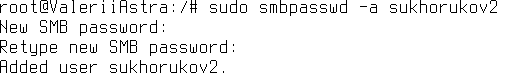 root@ValeriiAstra:/# sudo smbpasswd -a sukhorukov2
New SMB password:
Retype new SMB password:
Added user sukhorukov2.